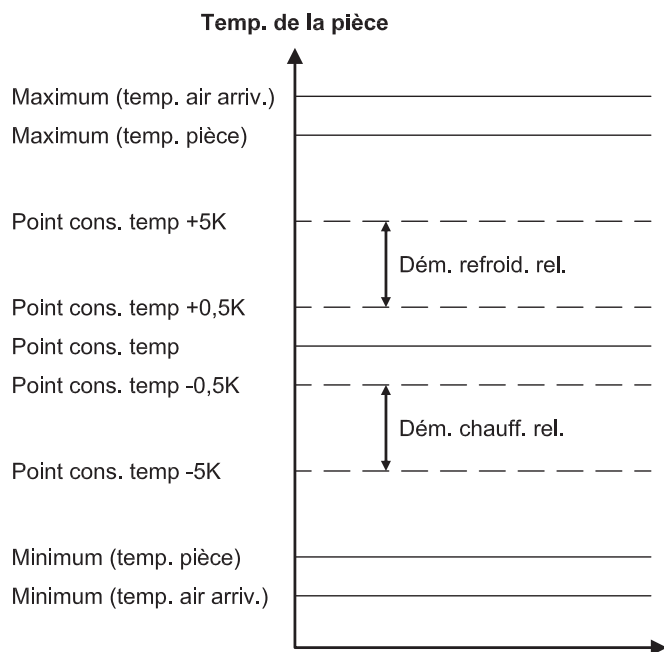 Temp. de la pièce
Maximum (temp. air arriv.)
Maximum (temp. pièce)
Point cons. temp +5K
Dém. refroid. rel.
Point cons. temp +0,5K
Point cons. temp
Point cons. temp -0,5K
Dém. chauff. rel.
Point cons. temp -5K
Minimum (temp. pièce)
Minimum (temp. air arriv.)